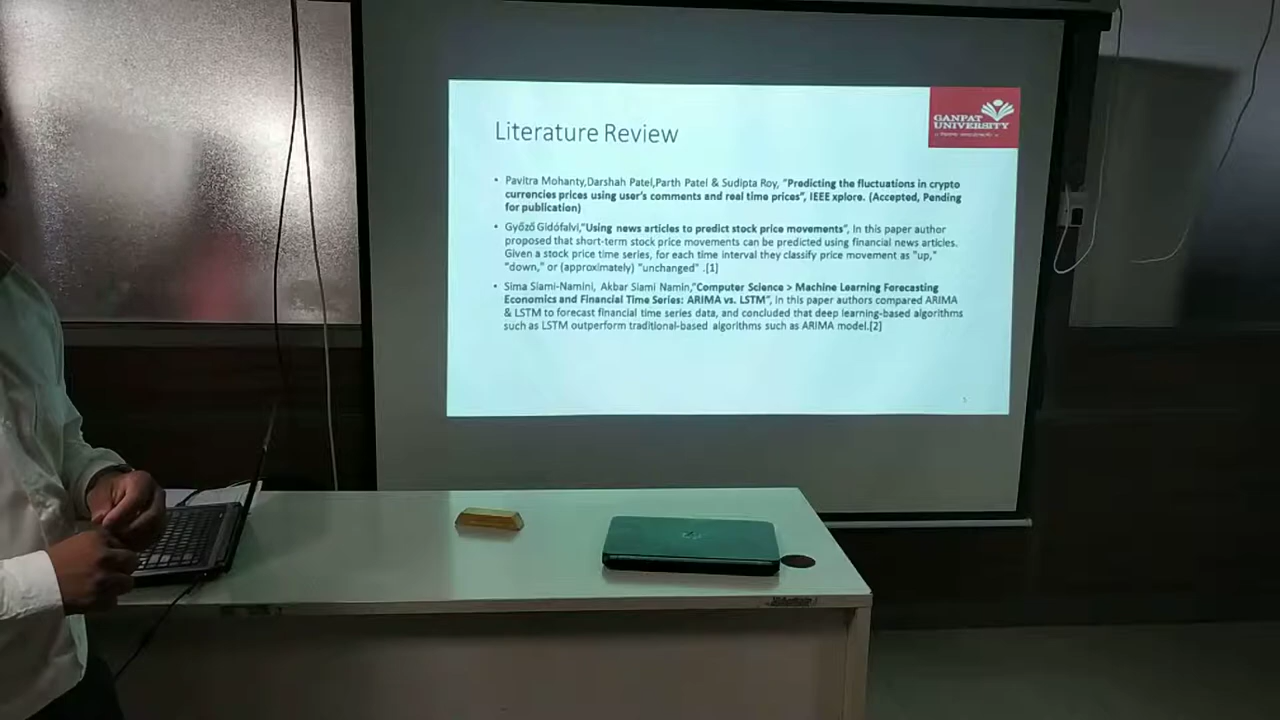 GANPAT
UNIVERSITY
Literature Review
• Pavitra Mohanty,Darshah Patel,Parth Patel & Sudipta Roy, "Predicting the fluctuations in crypto
currencies prices using user's comments and real time prices", IEEE xplore. (Accepted, Pending
for publication)
• Győző Gidófalvi,"Using news articles to predict stock price movements", In this paper author
proposed that short-term stock price movements can be predicted using financial news articles.
Given a stock price time series, for each time interval they classify price movement as "up,"
"down," or (approximately) "unchanged" .[1]
• Sima Siami-Namini, Akbar Siami Namin,"Computer Science > Machine Learning Forecasting
Economics and Financial Time Series: ARIMA vs. LSTM", in this paper authors compared ARIMA
& LSTM to forecast financial time series data, and concluded that deep learning-based algorithms
such as LSTM outperform traditional-based algorithms such as ARIMA model.[2]